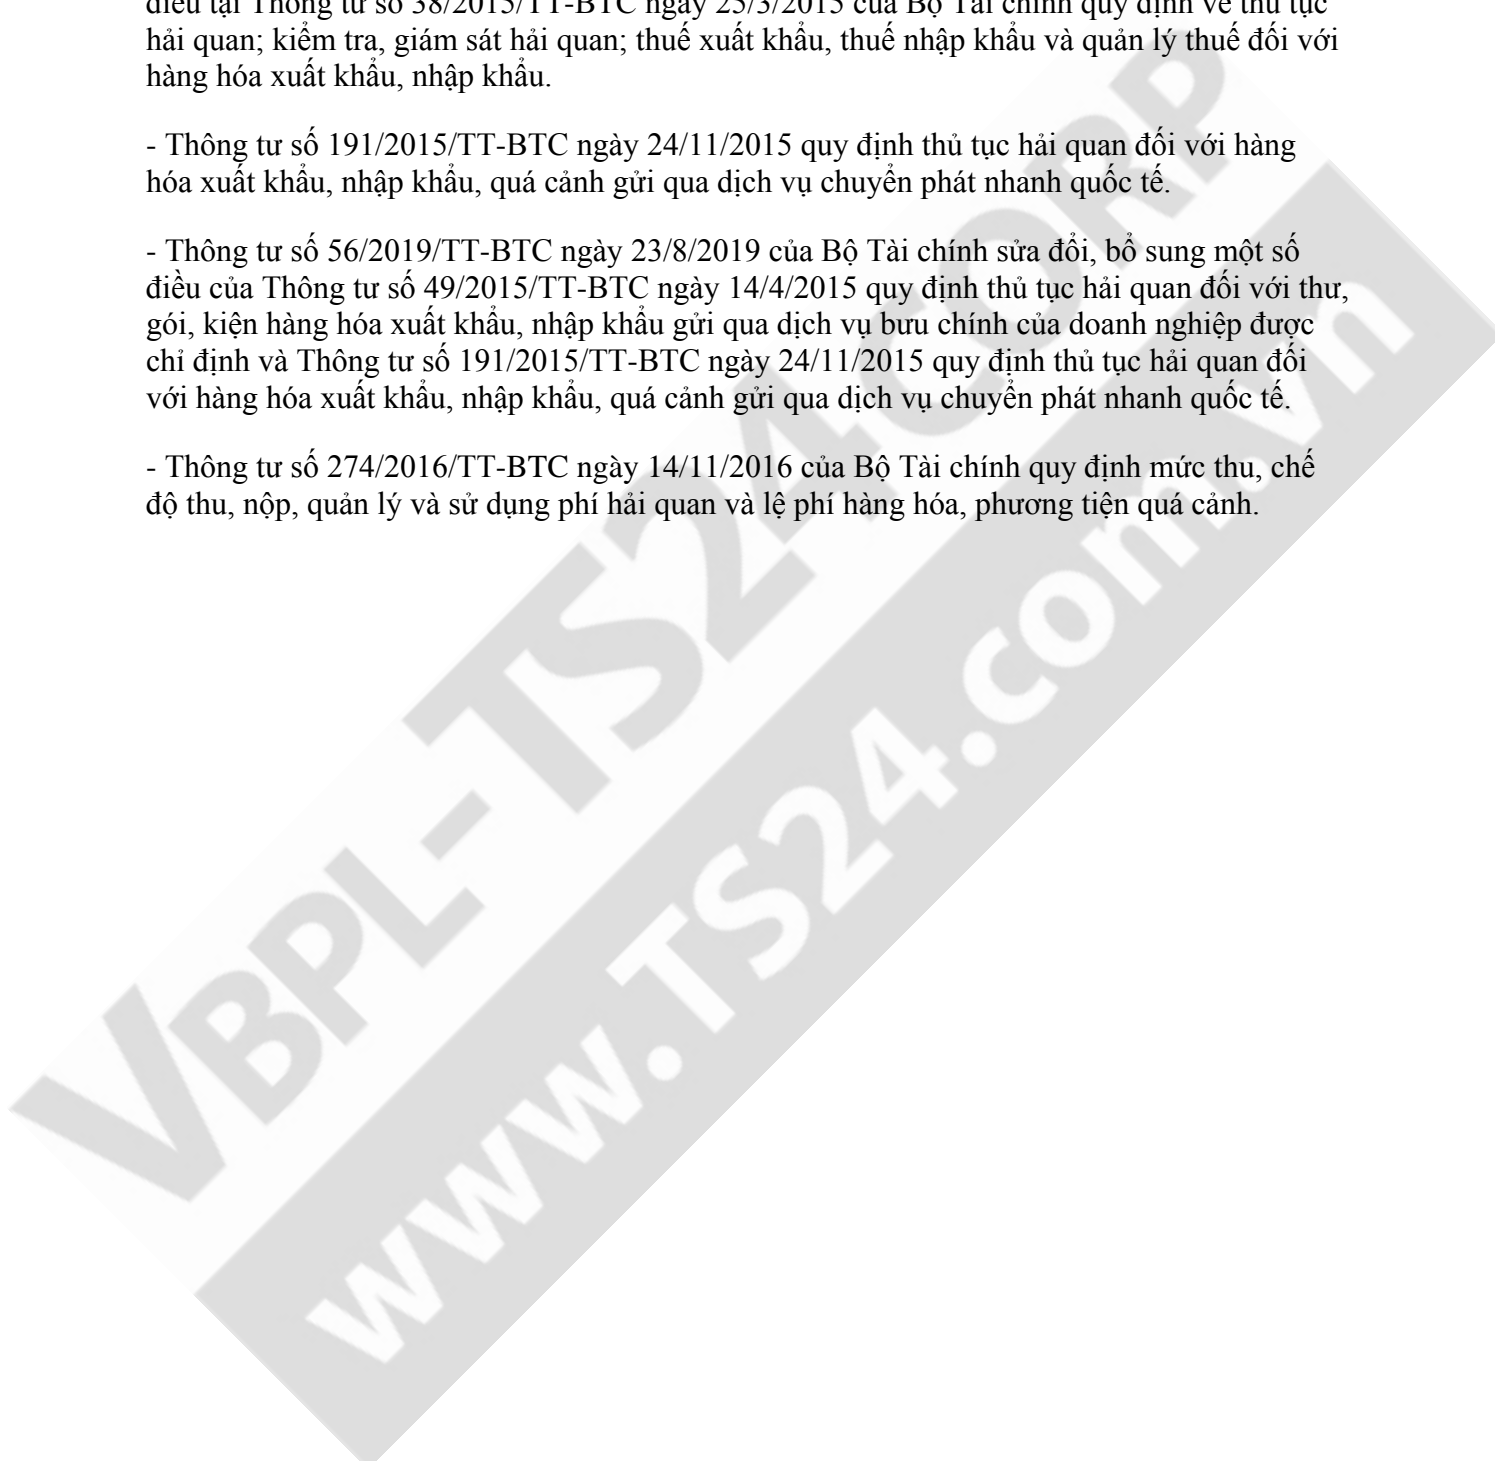 điều tại Thông tư số 38/2015/TT-BTC ngày 25/3/2015 của Bộ Tài chính quy định về thủ tục
hải quan; kiểm tra, giám sát hải quan; thuế xuất khẩu, thuế nhập khẩu và quản lý thuế đối với
hàng hóa xuất khẩu, nhập khẩu.
- Thông tư số 191/2015/TT-BTC ngày 24/11/2015 quy định thủ tục hải quan đối với hàng
hóa xuất khẩu, nhập khẩu, quá cảnh gửi qua dịch vụ chuyển phát nhanh quốc tế.
- Thông tư số 56/2019/TT-BTC ngày 23/8/2019 của Bộ Tài chính sửa đổi, bổ sung một số
điều của Thông tư số 49/2015/TT-BTC ngày 14/4/2015 quy định thủ tục hải quan đối với thư,
gói, kiện hàng hóa xuất khẩu, nhập khẩu gửi qua dịch vụ bưu chính của doanh nghiệp được
chỉ định và Thông tư số 191/2015/TT-BTC ngày 24/11/2015 quy định thủ tục hải quan đối
với hàng hóa xuất khẩu, nhập khẩu, quá cảnh gửi qua dịch vụ chuyển phát nhanh quốc tế.
- Thông tư số 274/2016/TT-BTC ngày 14/11/2016 của Bộ Tài chính quy định mức thu, chế
độ thu, nộp, quản lý và sử dụng phí hải quan và lệ phí hàng hóa, phương tiện quá cảnh.
VBPL-TS24CORP
www.TS24.com.vn